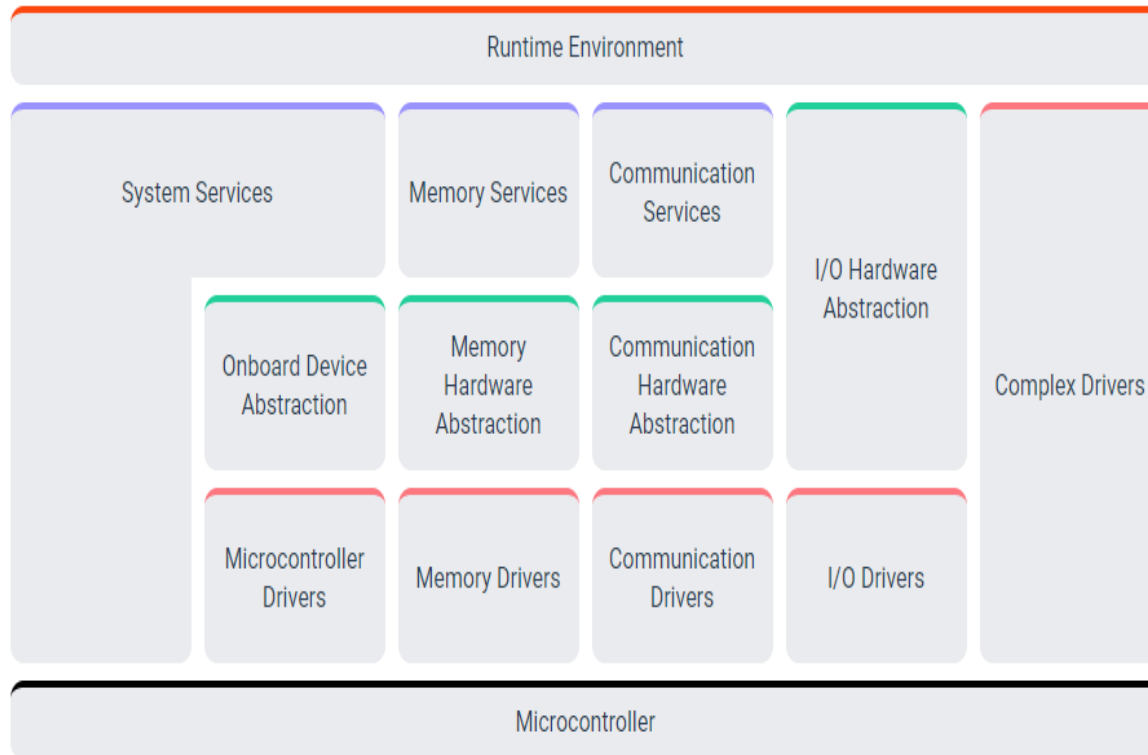 Runtime Environment
System Services
Memory Services
Communication
Services
I/O Hardware
Abstraction
Complex Drivers
Onboard Device
Abstraction
Memory
Hardware
Abstraction
Communication
Hardware
Abstraction
Microcontroller
Drivers
Memory Drivers
Communication
Drivers
I/O Drivers
Microcontroller